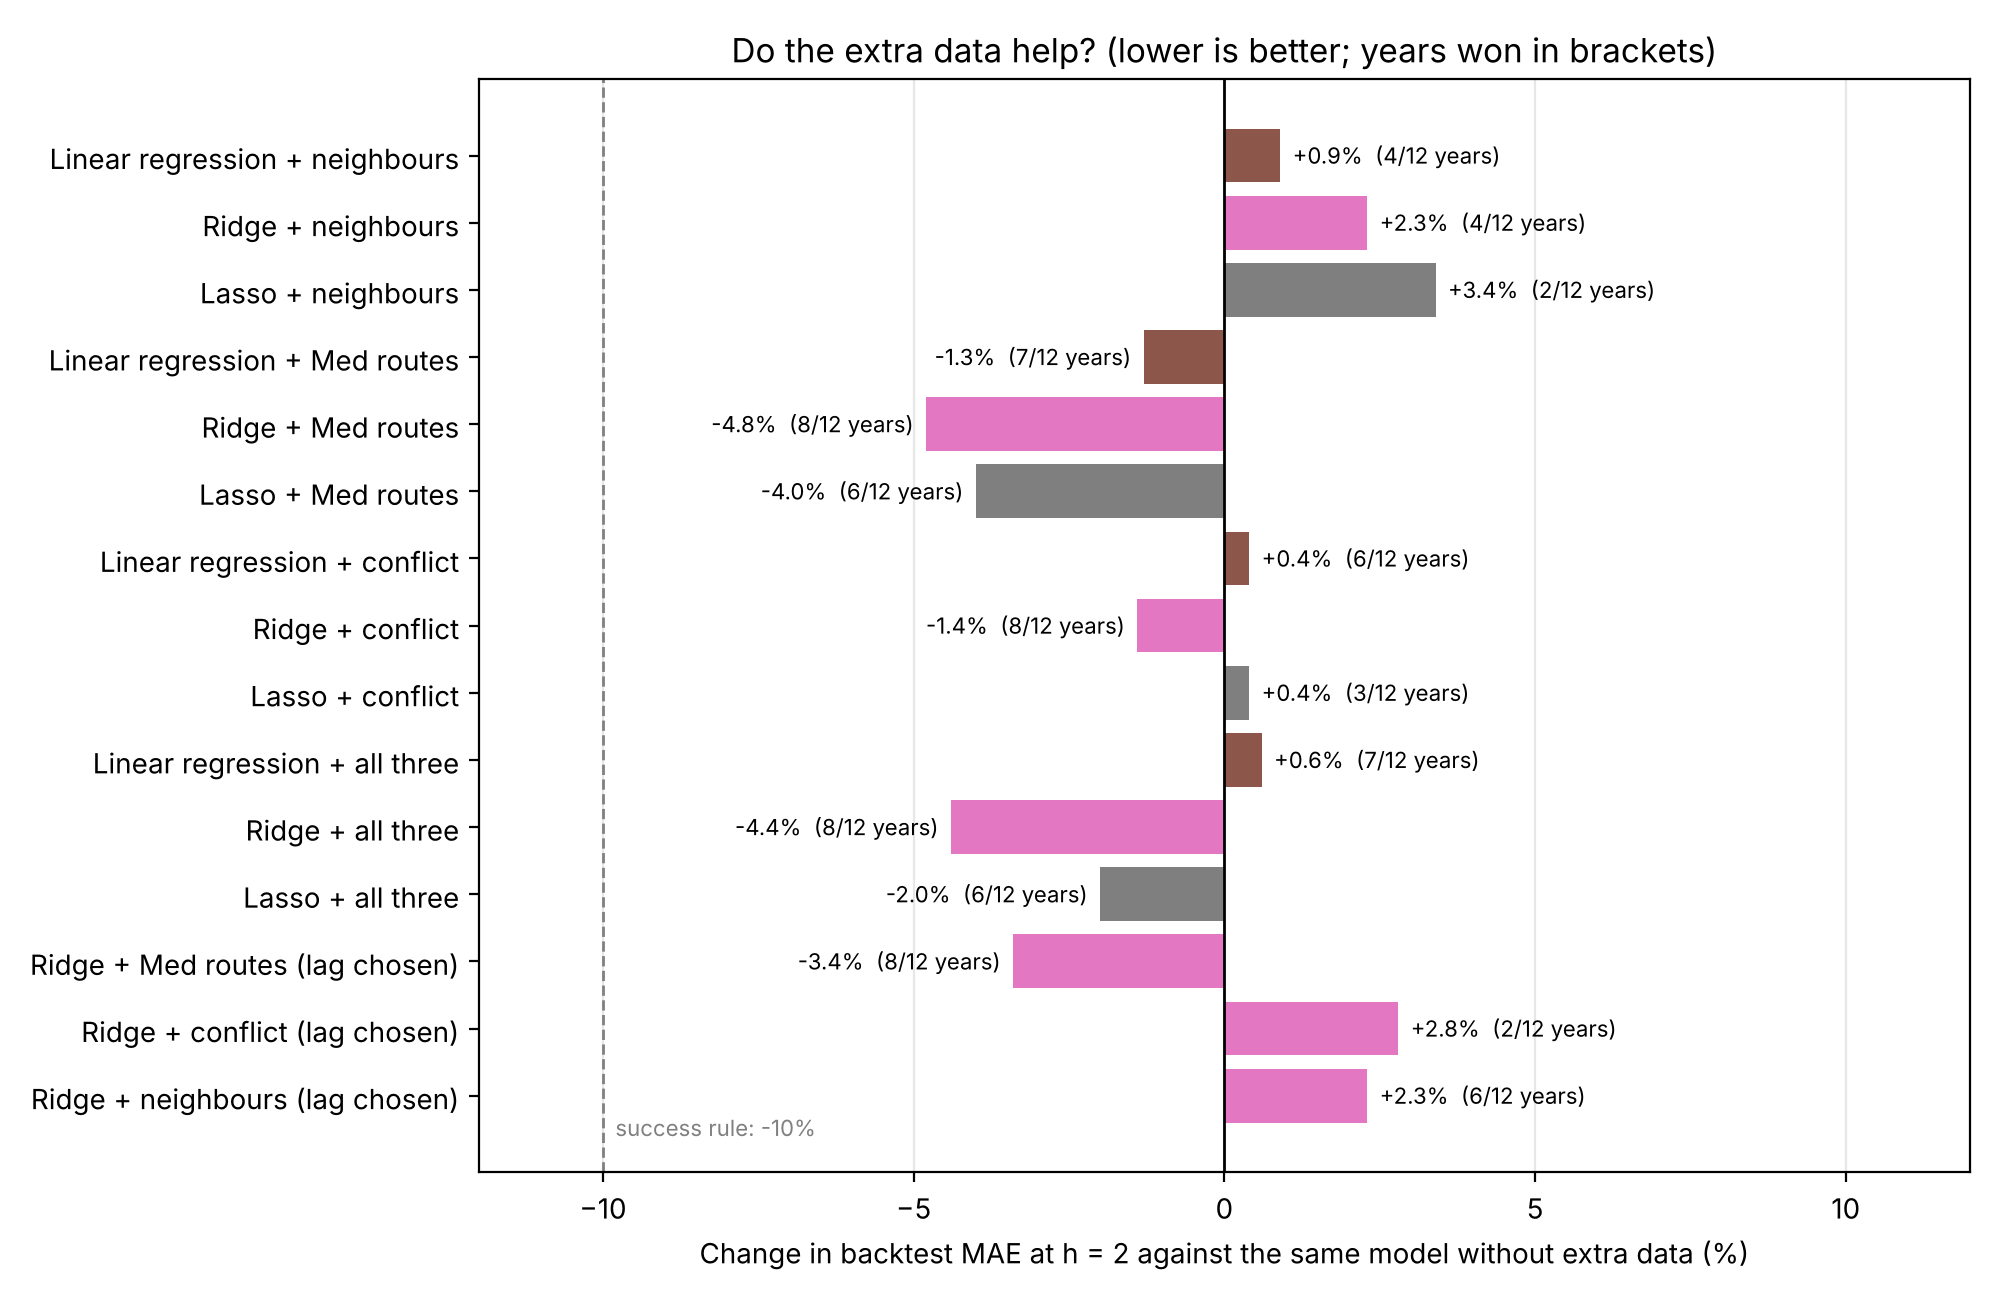 Do the extra data help? (lower is better; years won in brackets)
Linear regression + neighbours
+0.9% (4/12 years)
Ridge + neighbours
+2.3% (4/12 years)
Lasso + neighbours
+3.4% (2/12 years)
Linear regression + Med routes
-1.3% (7/12 years)
Ridge + Med routes
-4.8% (8/12 years)
Lasso + Med routes
-4.0% (6/12 years)
Linear regression + conflict
+0.4% (6/12 years)
Ridge + conflict
-1.4% (8/12 years)
Lasso + conflict
+0.4% (3/12 years)
Linear regression + all three
+0.6% (7/12 years)
Ridge + all three
-4.4% (8/12 years)
Lasso + all three
-2.0% (6/12 years)
Ridge + Med routes (lag chosen)
-3.4% (8/12 years)
Ridge + conflict (lag chosen)
+2.8% (2/12 years)
Ridge + neighbours (lag chosen)
+2.3% (6/12 years)
success rule: -10%
−10 −5 0 5 10
Change in backtest MAE at h = 2 against the same model without extra data (%)